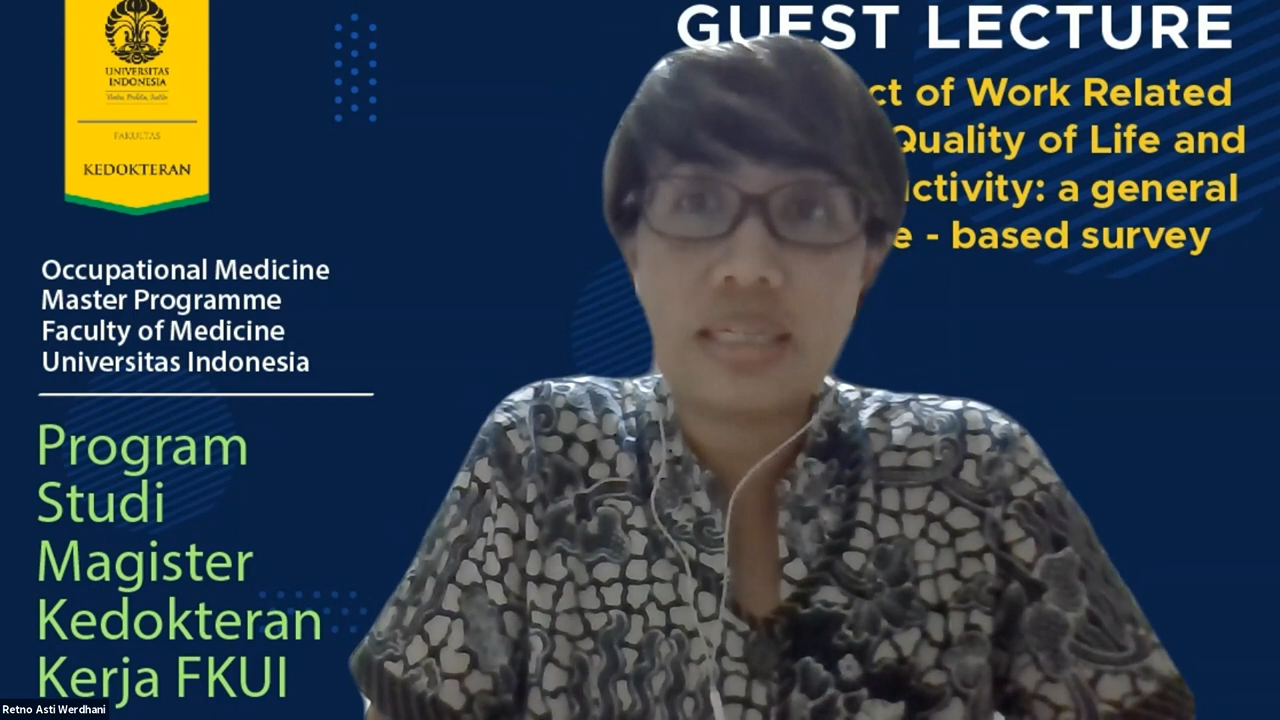 UNIVERSITAS
INDONESIA
Veritas, Probitas, Iustitia
FAKULTAS
KEDOKTERAN
Occupational Medicine
Master Programme
Faculty of Medicine
Universitas Indonesia
Program
Studi
Magister
Kedokteran
Kerja FKUI
GUEST LECTURE
ct of Work Related
Quality of Life and
uctivity: a general
e - based survey
Retno Asti Werdhani